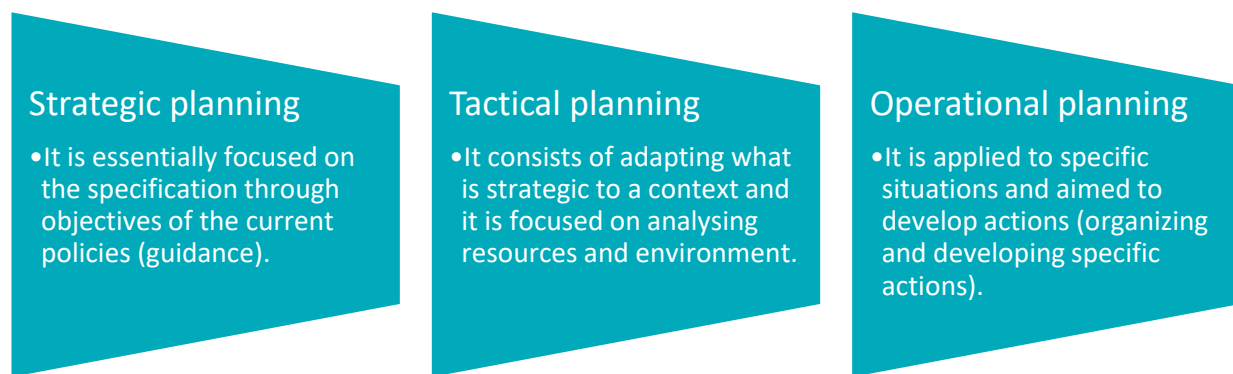 Strategic planning
•It is essentially focused on
the specification through
objectives of the current
policies (guidance).
Tactical planning
•It consists of adapting what
is strategic to a context and
it is focused on analysing
resources and environment.
Operational planning
•It is applied to specific
situations and aimed to
develop actions (organizing
and developing specific
actions).